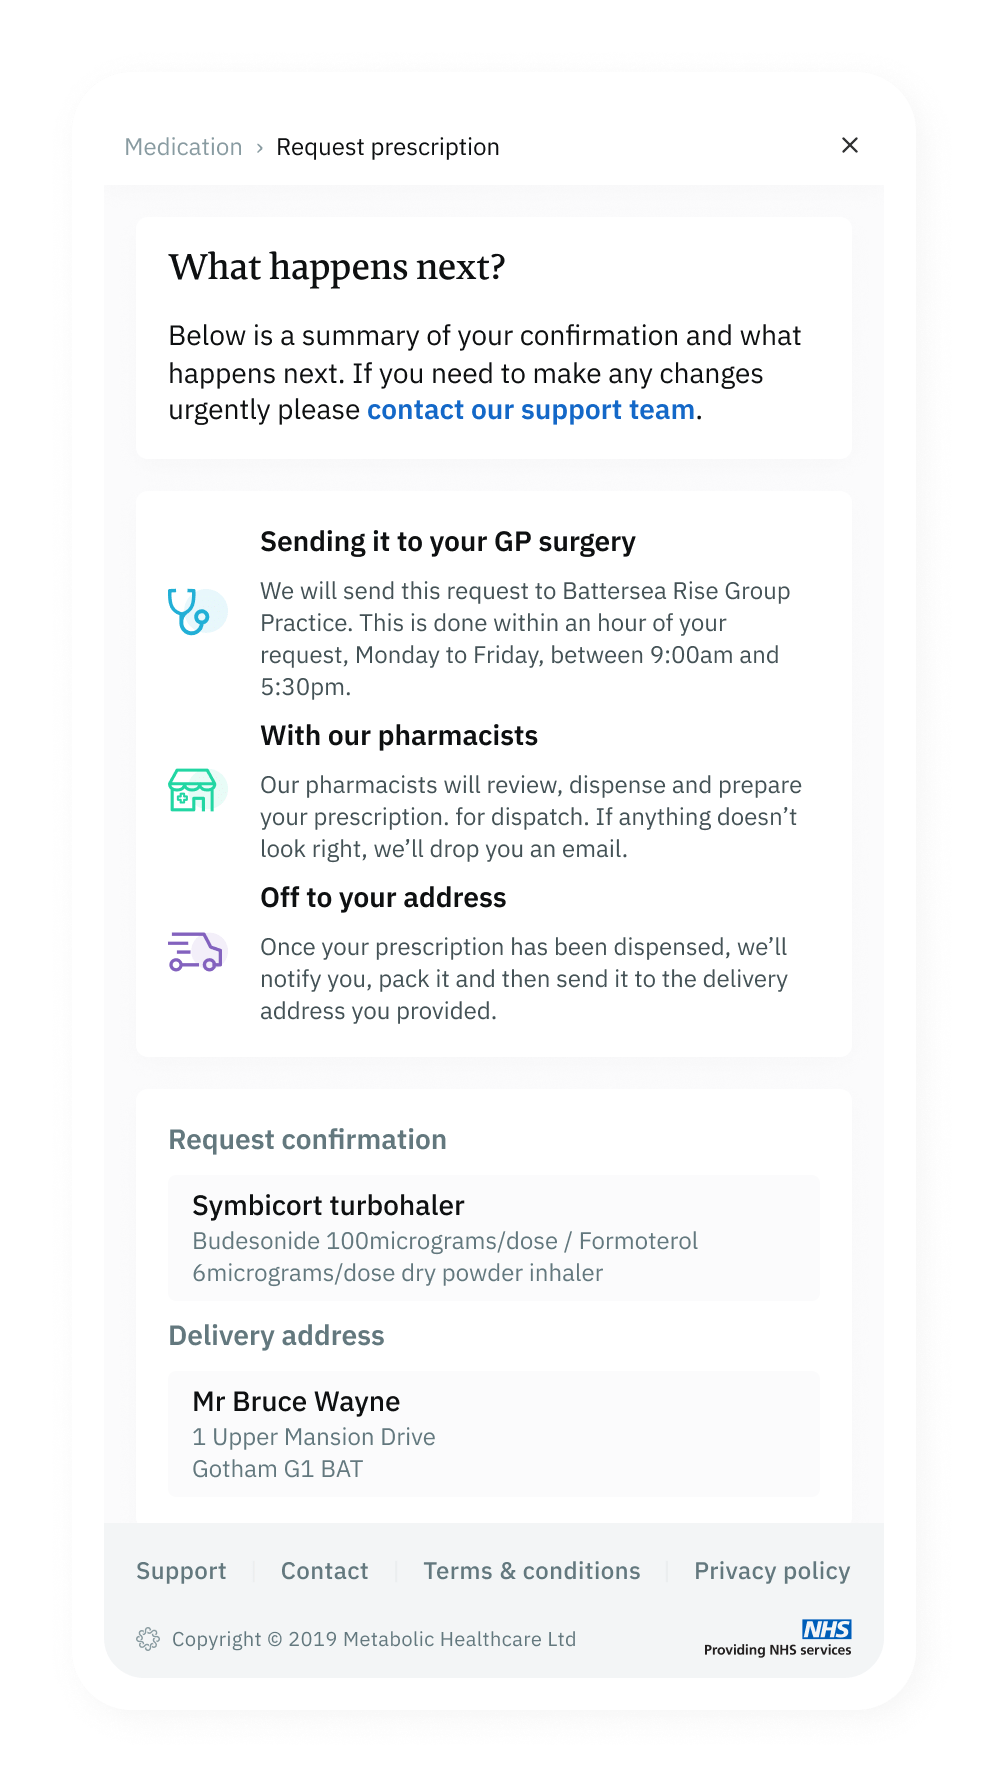 Medication › Request prescription
What happens next?
Below is a summary of your confirmation and what
happens next. If you need to make any changes
urgently please contact our support team.
Sending it to your GP surgery
We will send this request to Battersea Rise Group
Practice. This is done within an hour of your
request, Monday to Friday, between 9:00am and
5:30pm.
With our pharmacists
Our pharmacists will review, dispense and prepare
your prescription. for dispatch. If anything doesn’t
look right, we’ll drop you an email.
Off to your address
Once your prescription has been dispensed, we’ll
notify you, pack it and then send it to the delivery
address you provided.
Request confirmation
Symbicort turbohaler
Budesonide 100micrograms/dose / Formoterol
6micrograms/dose dry powder inhaler
Delivery address
Mr Bruce Wayne
1 Upper Mansion Drive
Gotham G1 BAT
Support Contact Terms & conditions Privacy policy
Copyright © 2019 Metabolic Healthcare Ltd
NHS
Providing NHS services